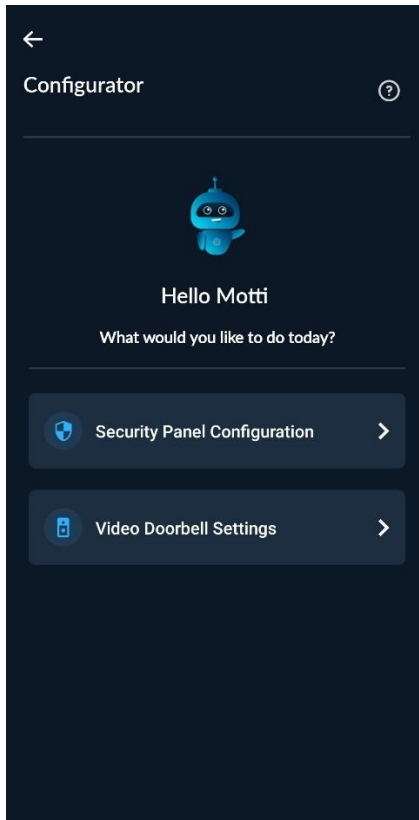 Configurator
Hello Motti
What would you like to do today?
Security Panel Configuration
Video Doorbell Settings